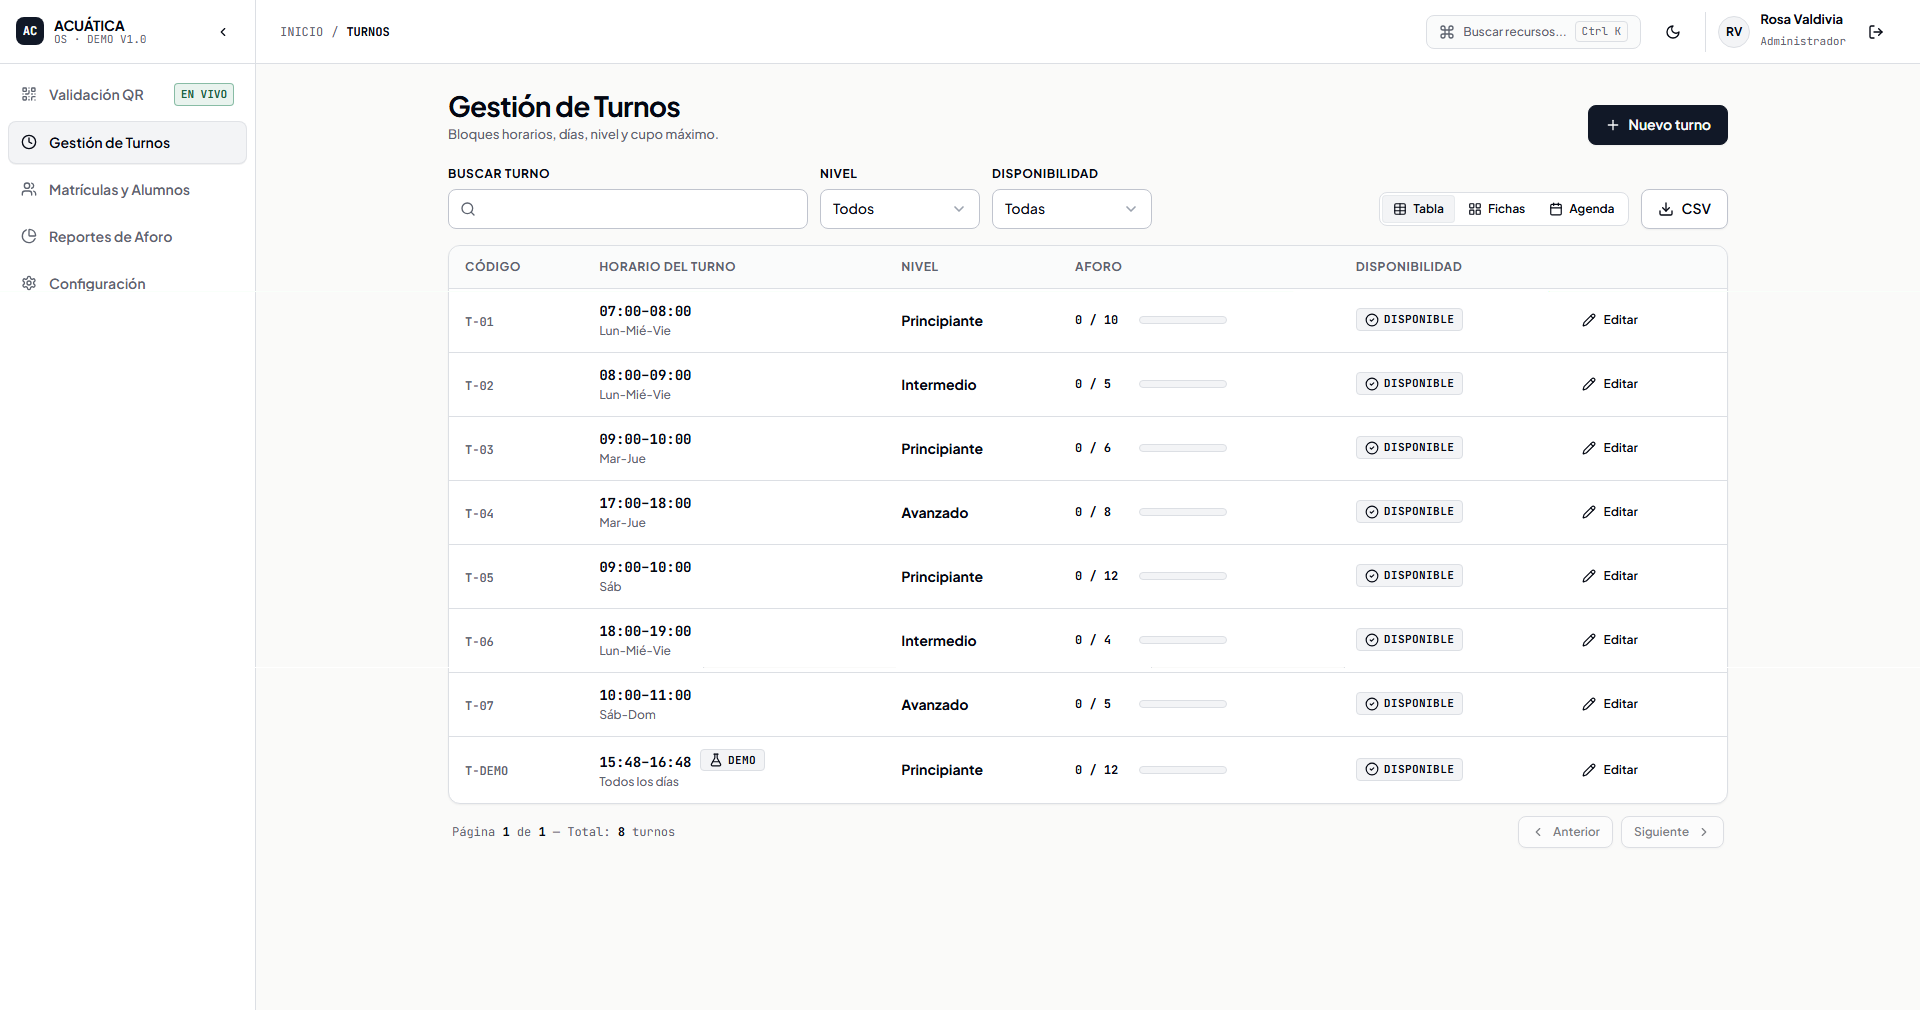 AC ACUÁTICA
OS · DEMO V1.0
INICIO / TURNOS
Buscar recursos... Ctrl K
RV Rosa Valdivia
Administrador
Validación QR EN VIVO
Gestión de Turnos
Matrículas y Alumnos
Reportes de Aforo
Configuración
Gestión de Turnos
Bloques horarios, días, nivel y cupo máximo.
+ Nuevo turno
BUSCAR TURNO NIVEL DISPONIBILIDAD
Todos Todas Tabla Fichas Agenda CSV
CÓDIGO HORARIO DEL TURNO NIVEL AFORO DISPONIBILIDAD
T-01 07:00–08:00 Principiante 0 / 10 DISPONIBLE Editar
Lun-Mié-Vie
T-02 08:00–09:00 Intermedio 0 / 5 DISPONIBLE Editar
Lun-Mié-Vie
T-03 09:00–10:00 Principiante 0 / 6 DISPONIBLE Editar
Mar-Jue
T-04 17:00–18:00 Avanzado 0 / 8 DISPONIBLE Editar
Mar-Jue
T-05 09:00–10:00 Principiante 0 / 12 DISPONIBLE Editar
Sáb
T-06 18:00–19:00 Intermedio 0 / 4 DISPONIBLE Editar
Lun-Mié-Vie
T-07 10:00–11:00 Avanzado 0 / 5 DISPONIBLE Editar
Sáb-Dom
T-DEMO 15:48–16:48 DEMO Principiante 0 / 12 DISPONIBLE Editar
Todos los días
Página 1 de 1 — Total: 8 turnos
Anterior Siguiente